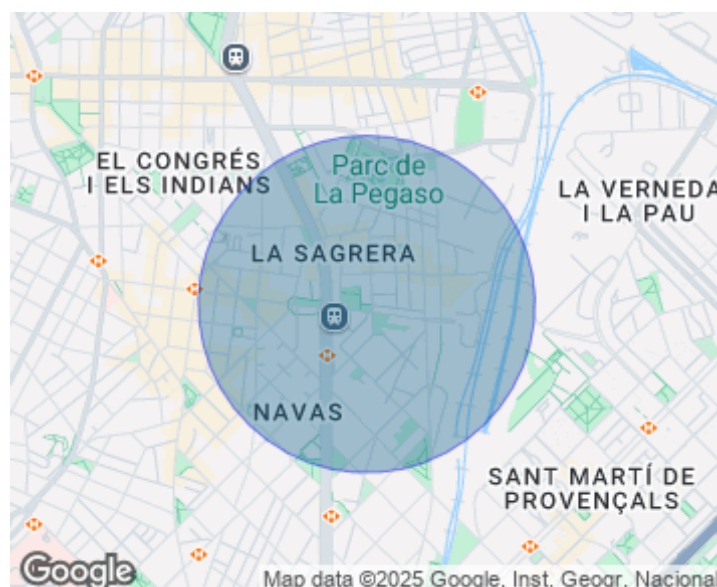 EL CONGRÉS
I ELS INDIANS
Parc de
La Pegaso
LA VERNEDA
I LA PAU
LA SAGRERA
NAVAS
SANT MARTÍ DE
PROVENÇALS
Google
Map data ©2025 Google, Inst. Geogr. Nacional